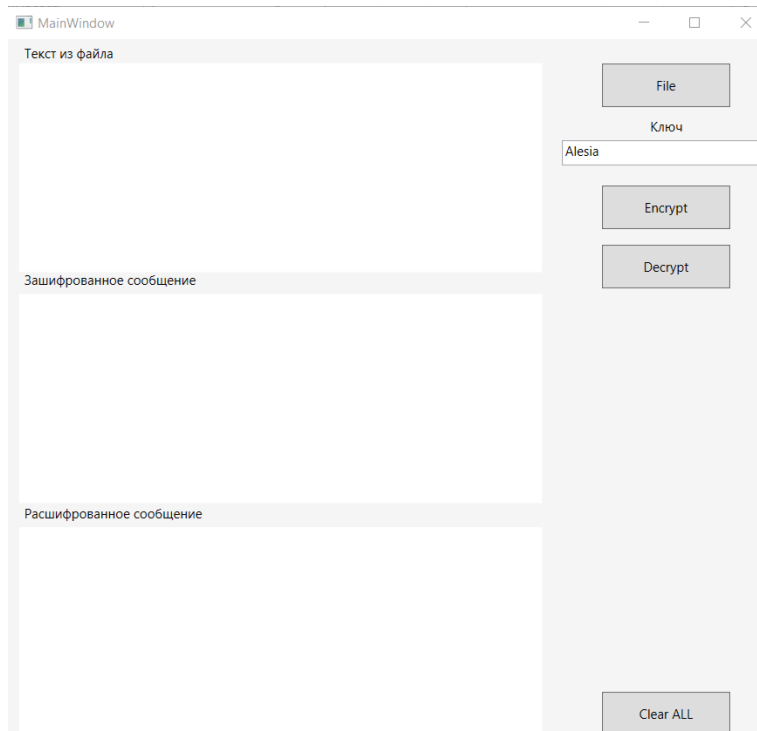 MainWindow
Текст из файла
File
Ключ
Alesia
Encrypt
Decrypt
Зашифрованное сообщение
Расшифрованное сообщение
Clear ALL